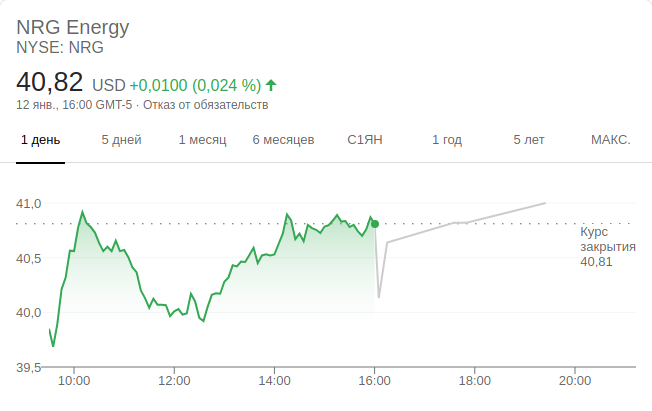 NRG Energy
NYSE: NRG
40,82 USD +0,0100 (0,024 %)
12 янв., 16:00 GMT-5 · Отказ от обязательств
1 день 5 дней 1 месяц 6 месяцев С1ЯН 1 год 5 лет МАКС.
41,0
Курс
закрытия
40,81
40,5
40,0
39,5
10:00 12:00 14:00 16:00 18:00 20:00